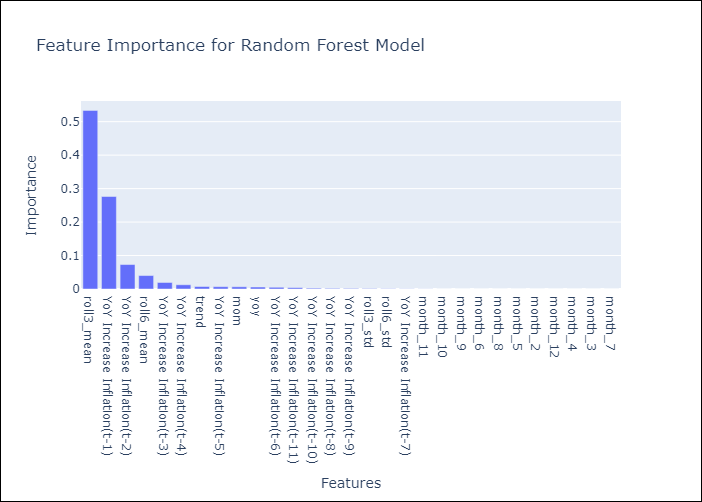 Feature Importance for Random Forest Model
Importance
0.5
0.4
0.3
0.2
0.1
0
roll3_mean
YoY Increase Inflation(t-1)
YoY Increase Inflation(t-2)
roll6_mean
YoY Increase Inflation(t-3)
YoY Increase Inflation(t-4)
trend
YoY Increase Inflation(t-5)
mom
yoy
YoY Increase Inflation(t-6)
YoY Increase Inflation(t-11)
YoY Increase Inflation(t-10)
YoY Increase Inflation(t-8)
YoY Increase Inflation(t-9)
roll3_std
roll6_std
YoY Increase Inflation(t-7)
month_11
month_10
month_9
month_6
month_8
month_5
month_2
month_12
month_4
month_3
month_7
Features